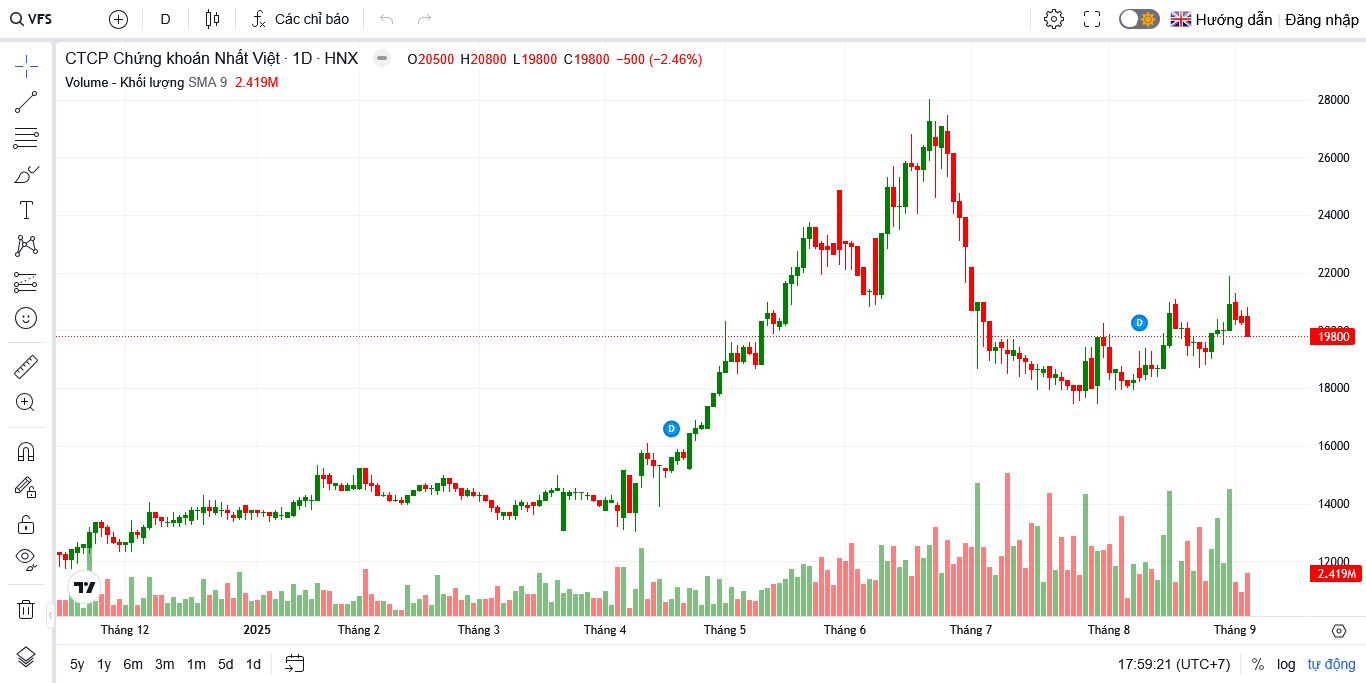 VFS D Các chỉ báo Hướng dẫn Đăng nhập
CTCP Chứng khoán Nhất Việt · 1D · HNX O20500 H20800 L19800 C19800 −500 (−2.46%)
Volume - Khối lượng SMA 9 2.419M
28000
26000
24000
22000
D
20000
19800
18000
D
16000
14000
12000
2.419M
Tháng 12 2025 Tháng 2 Tháng 3 Tháng 4 Tháng 5 Tháng 6 Tháng 7 Tháng 8 Tháng 9
5y 1y 6m 3m 1m 5d 1d 17:59:21 (UTC+7) % log tự động